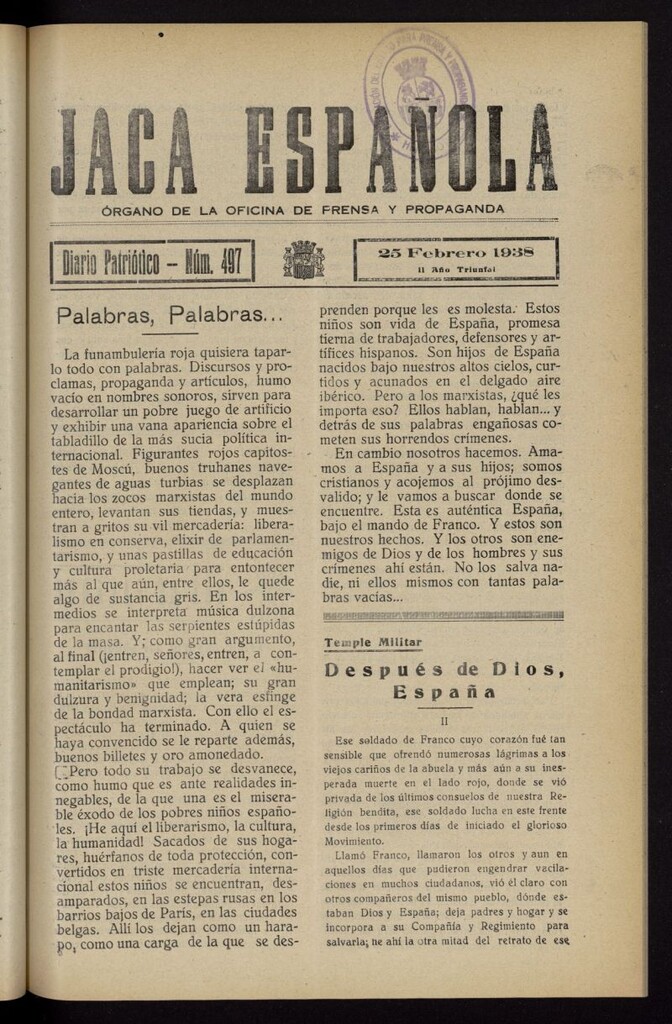 JACA ESPAÑOLA
ÓRGANO DE LA OFICINA DE PRENSA Y PROPAGANDA
Diario Patriótico — Núm. 497
25 Febrero 1938
II Año Triunfal
Palabras, Palabras...
La funambulería roja quisiera tapar-
lo todo con palabras. Discursos y pro-
clamas, propaganda y artículos, humo
vacío en nombres sonoros, sirven para
desarrollar un pobre juego de artificio
y exhibir una vana apariencia sobre el
tabladillo de la más sucia política in-
ternacional. Figurantes rojos capitos-
tes de Moscú, buenos truhanes nave-
gantes de aguas turbias se desplazan
hacia los zocos marxistas del mundo
entero, levantan sus tiendas, y mues-
tran a gritos su vil mercadería: libera-
lismo en conserva, elixir de parlamen-
tarismo, y unas pastillas de educación
y cultura proletaria para entontecer
más al que aún, entre ellos, le quede
algo de sustancia gris. En los inter-
medios se interpreta música dulzona
para encantar las serpientes estúpidas
de la masa. Y; como gran argumento,
al final (¡entren, señores, entren, a con-
templar el prodigio!), hacer ver el «hu-
manitarismo» que emplean; su gran
dulzura y benignidad; la vera esfinge
de la bondad marxista. Con ello el es-
pectáculo ha terminado. A quien se
haya convencido se le reparte además,
buenos billetes y oro amonedado.
Pero todo su trabajo se desvanece,
como humo que es ante realidades in-
negables, de la que una es el misera-
ble éxodo de los pobres niños españo-
les. ¡He aquí el liberarismo, la cultura,
la humanidad! Sacados de sus hoga-
res, huérfanos de toda protección, con-
vertidos en triste mercadería interna-
cional estos niños se encuentran, des-
amparados, en las estepas rusas en los
barrios bajos de París, en las ciudades
belgas. Allí los dejan como un hara-
po, como una carga de la que se des-
prenden porque les es molesta. Estos
niños son vida de España, promesa
tierna de trabajadores, defensores y ar-
tífices hispanos. Son hijos de España
nacidos bajo nuestros altos cielos, cur-
tidos y acunados en el delgado aire
ibérico. Pero a los marxistas, ¿qué les
importa eso? Ellos hablan, hablan... y
detrás de sus palabras engañosas co-
meten sus horrendos crímenes.
En cambio nosotros hacemos. Ama-
mos a España y a sus hijos; somos
cristianos y acojemos al prójimo des-
valido; y le vamos a buscar donde se
encuentre. Esta es auténtica España,
bajo el mando de Franco. Y estos son
nuestros hechos. Y los otros son ene-
migos de Dios y de los hombres y sus
crímenes ahí están. No los salva na-
die, ni ellos mismos con tantas pala-
bras vacías...
Temple Militar
Después de Dios,
España
II
Ese soldado de Franco cuyo corazón fué tan
sensible que ofrendó numerosas lágrimas a los
viejos cariños de la abuela y más aún a su ines-
perada muerte en el lado rojo, donde se vió
privada de los últimos consuelos de nuestra Re-
ligión bendita, ese soldado lucha en este frente
desde los primeros días de iniciado el glorioso
Movimiento.
Llamó Franco, llamaron los otros y aun en
aquellos días que pudieron engendrar vacila-
ciones en muchos ciudadanos, vió él claro con
otros compañeros del mismo pueblo, dónde es-
taban Dios y España; deja padres y hogar y se
incorpora a su Compañía y Regimiento para
salvarla; he ahí la otra mitad del retrato de ese